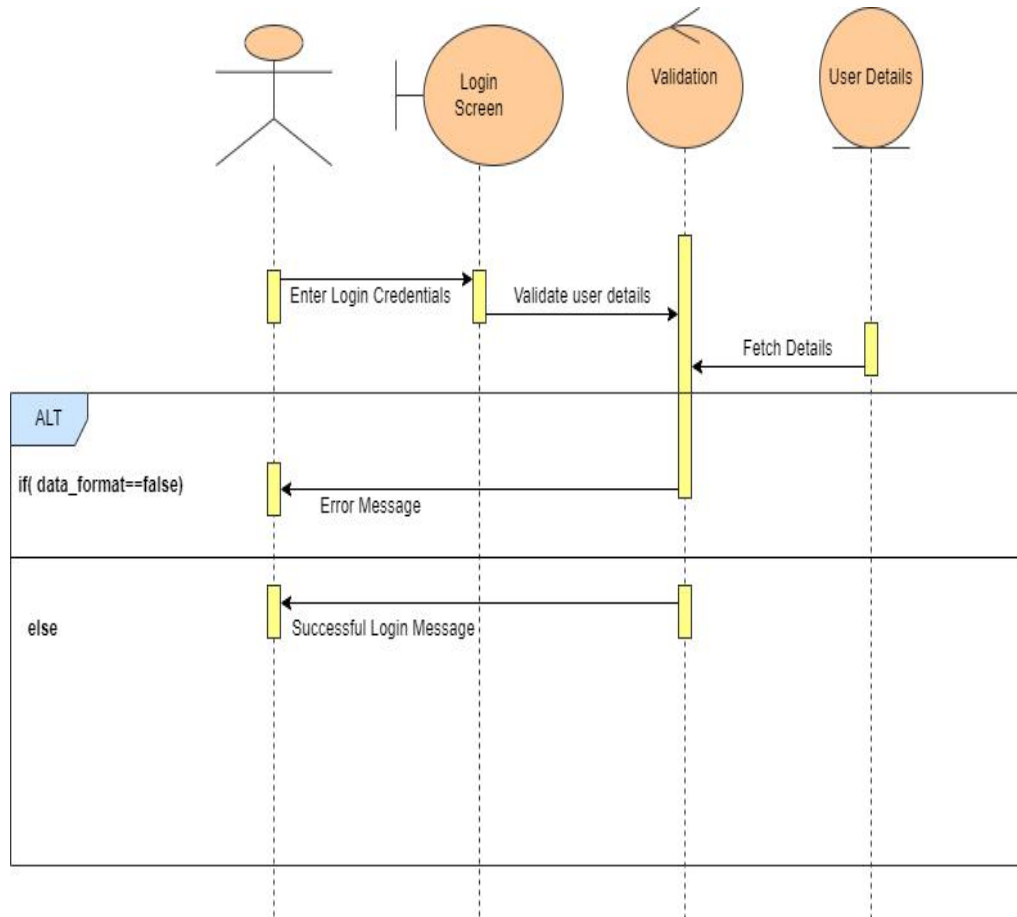 Login
Screen
Validation
User Details
Enter Login Credentials
Validate user details
Fetch Details
ALT
if( data_format==false)
Error Message
else
Successful Login Message